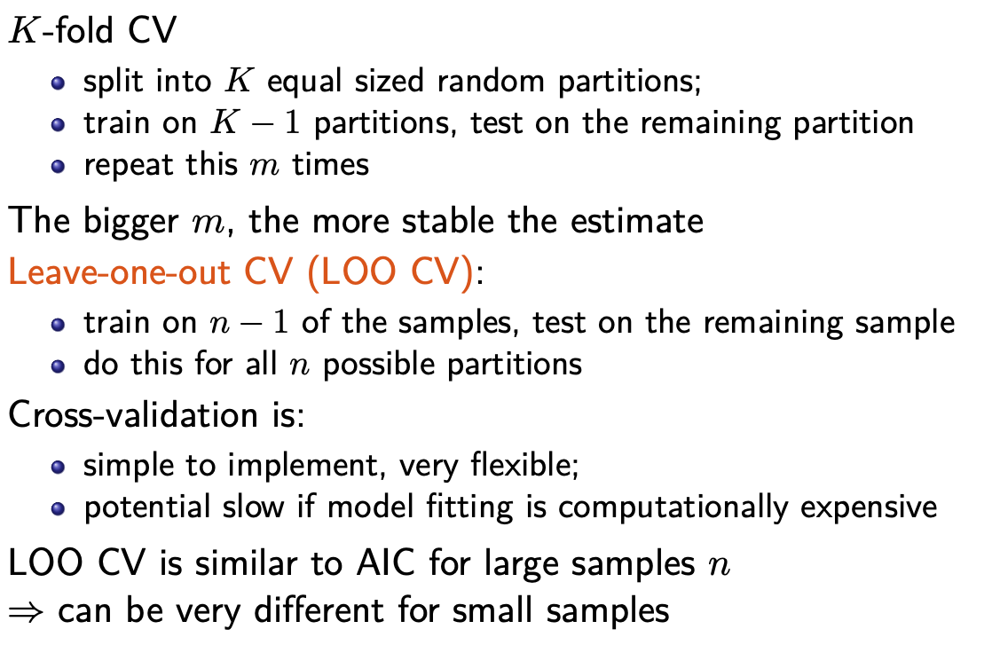 K-fold CV
• split into K equal sized random partitions;
• train on K − 1 partitions, test on the remaining partition
• repeat this m times
The bigger m, the more stable the estimate
Leave-one-out CV (LOO CV):
• train on n − 1 of the samples, test on the remaining sample
• do this for all n possible partitions
Cross-validation is:
• simple to implement, very flexible;
• potential slow if model fitting is computationally expensive
LOO CV is similar to AIC for large samples n
⇒ can be very different for small samples